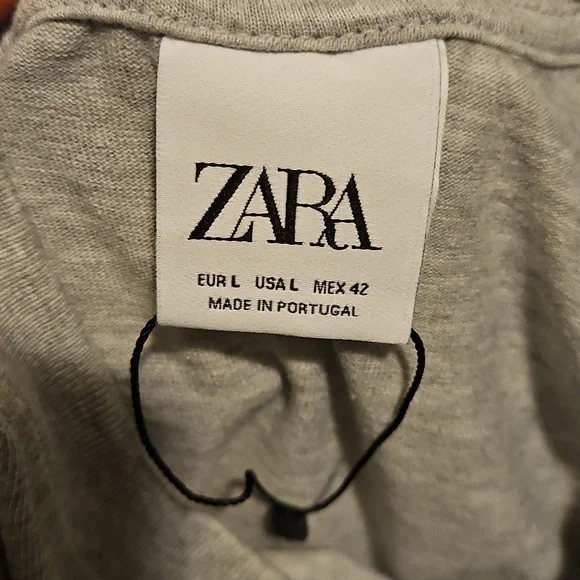 ZARA
EUR L USA L MEX 42
MADE IN PORTUGAL